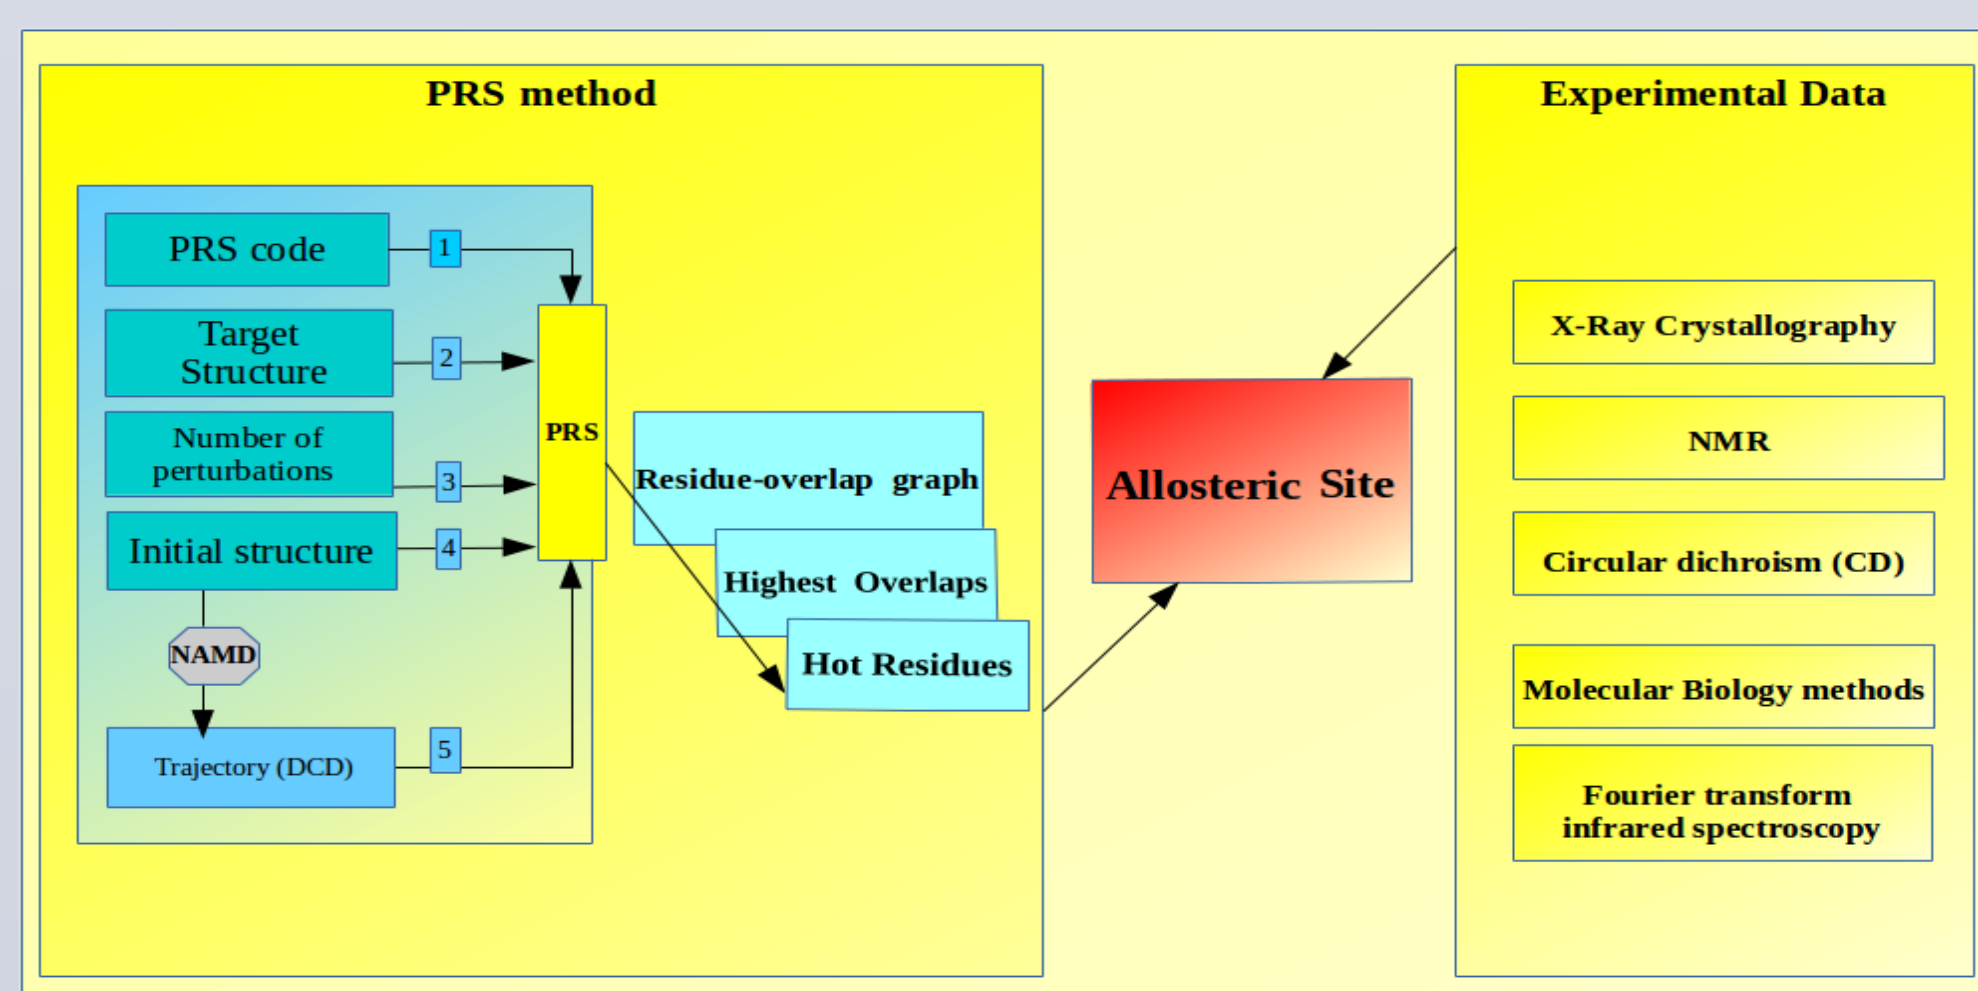 PRS method
PRS code
1
Target
Structure
2
Number of
perturbations
3
Initial structure
4
NAMD
Trajectory (DCD)
5
PRS
Residue-overlap graph
Highest Overlaps
Hot Residues
Allosteric Site
Experimental Data
X-Ray Crystallography
NMR
Circular dichroism (CD)
Molecular Biology methods
Fourier transform
infrared spectroscopy